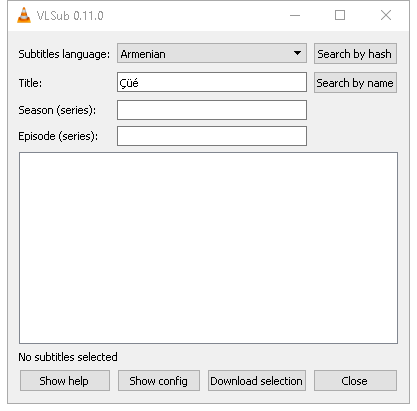 VLSub 0.11.0
Subtitles language: Armenian Search by hash
Title: Çüé Search by name
Season (series):
Episode (series):
No subtitles selected
Show help Show config Download selection Close